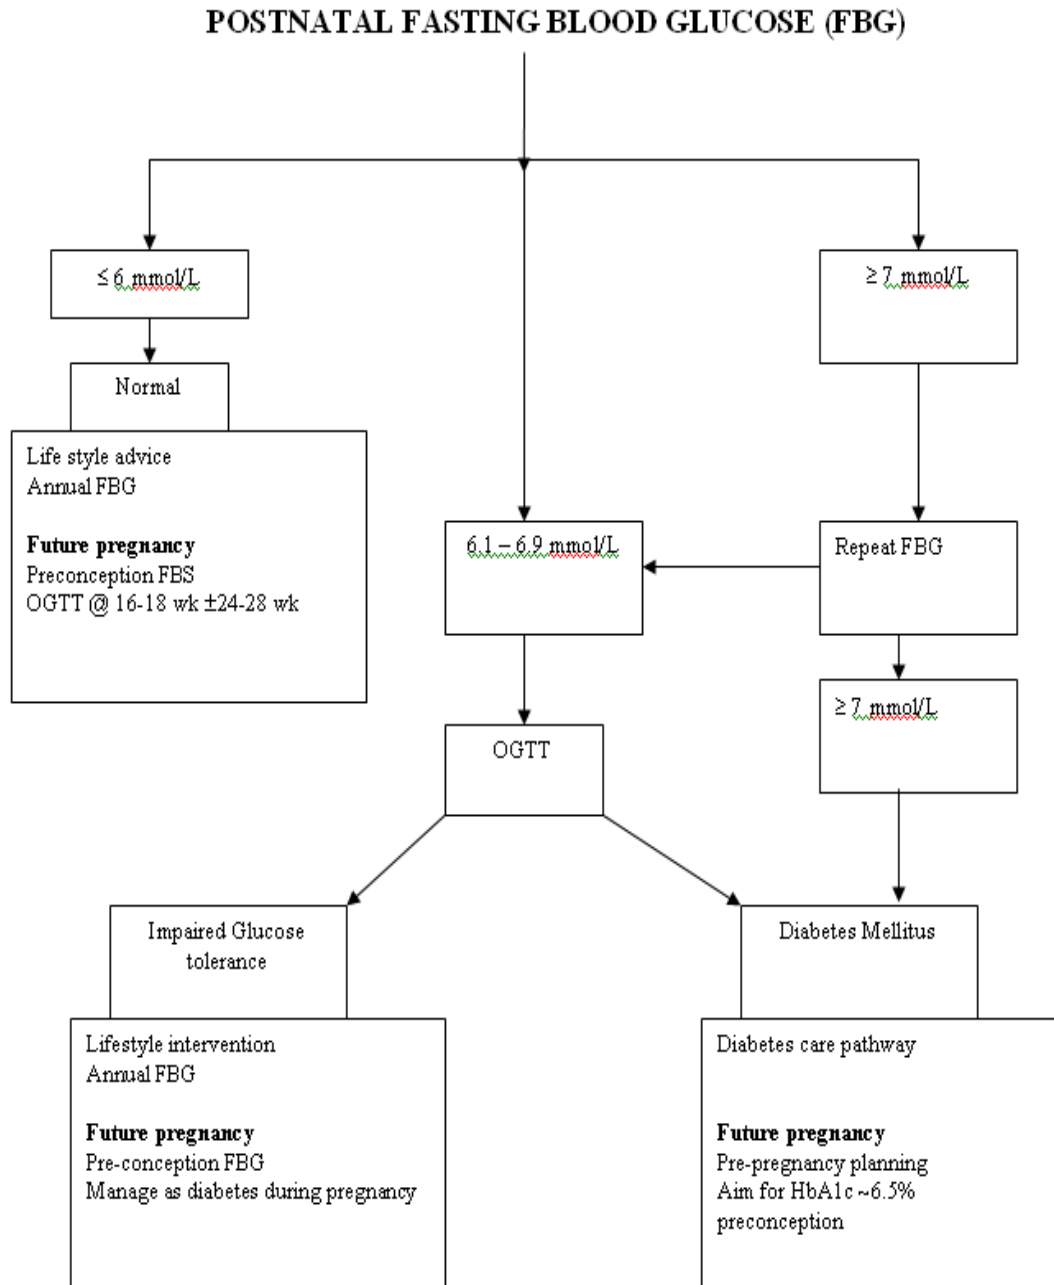 POSTNATAL FASTING BLOOD GLUCOSE (FBG)
≤ 6 mmol/L
≥ 7 mmol/L
Normal
Life style advice
Annual FBG
Future pregnancy
Preconception FBS
OGTT @ 16-18 wk ±24-28 wk
6.1 – 6.9 mmol/L
Repeat FBG
≥ 7 mmol/L
OGTT
Impaired Glucose
tolerance
Diabetes Mellitus
Lifestyle intervention
Annual FBG
Future pregnancy
Pre-conception FBG
Manage as diabetes during pregnancy
Diabetes care pathway
Future pregnancy
Pre-pregnancy planning
Aim for HbA1c ~6.5%
preconception